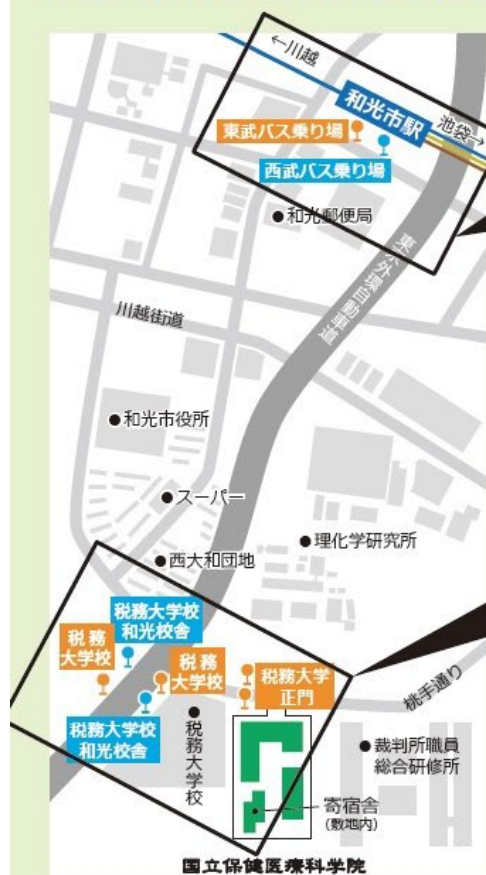 ←川越
和光市駅
池袋→
東武バス乗り場
西武バス乗り場
●和光郵便局
東京外環自動車道
川越街道
●和光市役所
●スーパー
●理化学研究所
●西大和団地
税務大学校
和光校舎
税務
大学校
税務
大学校
税務大学
正門
桃手通り
税務大学校
和光校舎
●税務大学校
●裁判所職員
総合研修所
寄宿舎
(敷地内)
国立保健医療科学院